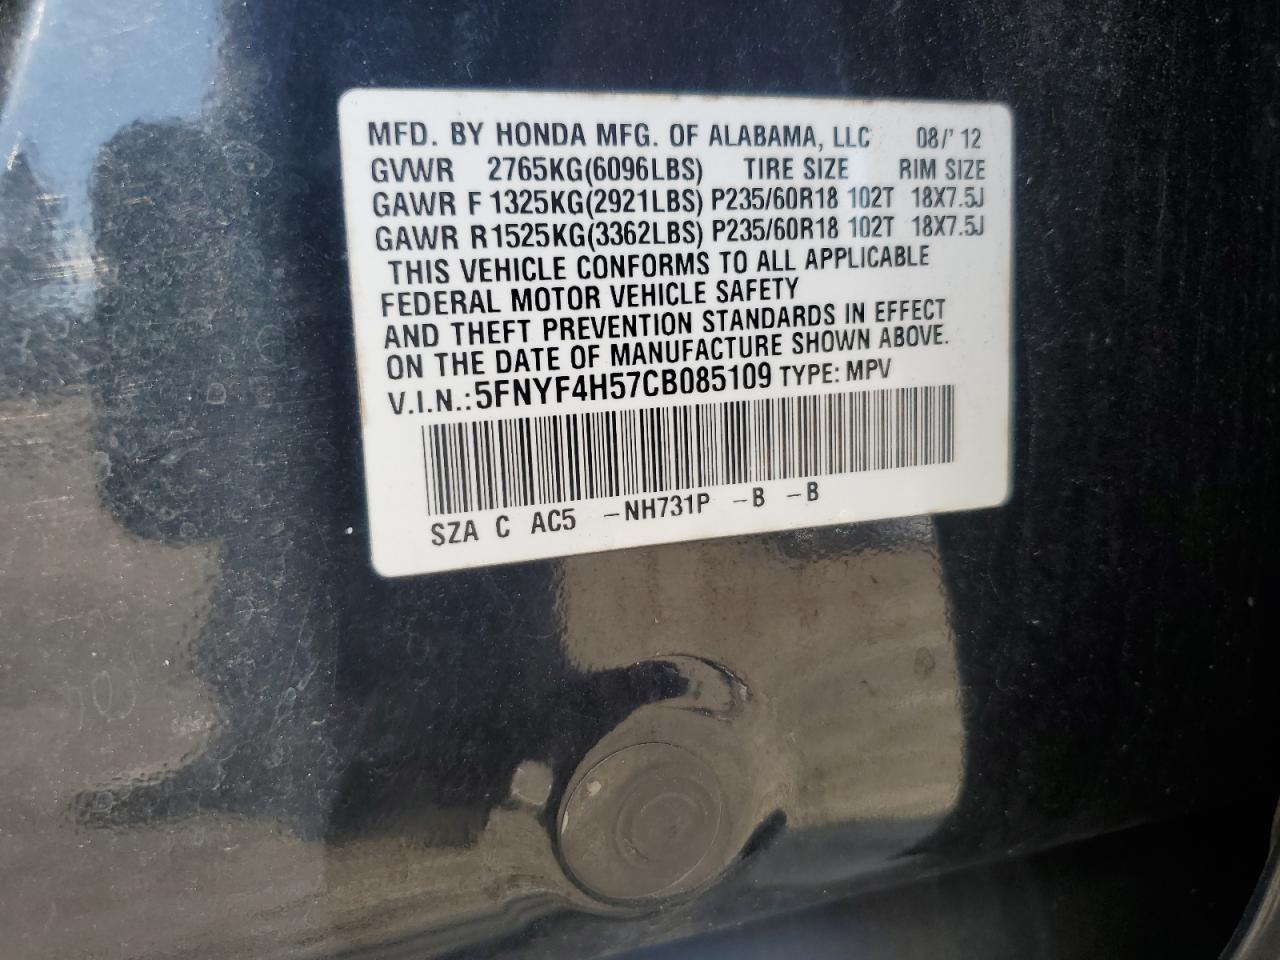 MFD. BY HONDA MFG. OF ALABAMA, LLC 08/'12
GVWR 2765KG(6096LBS) TIRE SIZE RIM SIZE
GAWR F 1325KG(2921LBS) P235/60R18 102T 18X7.5J
GAWR R1525KG(3362LBS) P235/60R18 102T 18X7.5J
THIS VEHICLE CONFORMS TO ALL APPLICABLE
FEDERAL MOTOR VEHICLE SAFETY
AND THEFT PREVENTION STANDARDS IN EFFECT
ON THE DATE OF MANUFACTURE SHOWN ABOVE.
V.I.N.:5FNYF4H57CB085109 TYPE: MPV
SZA C AC5 -NH731P -B -B